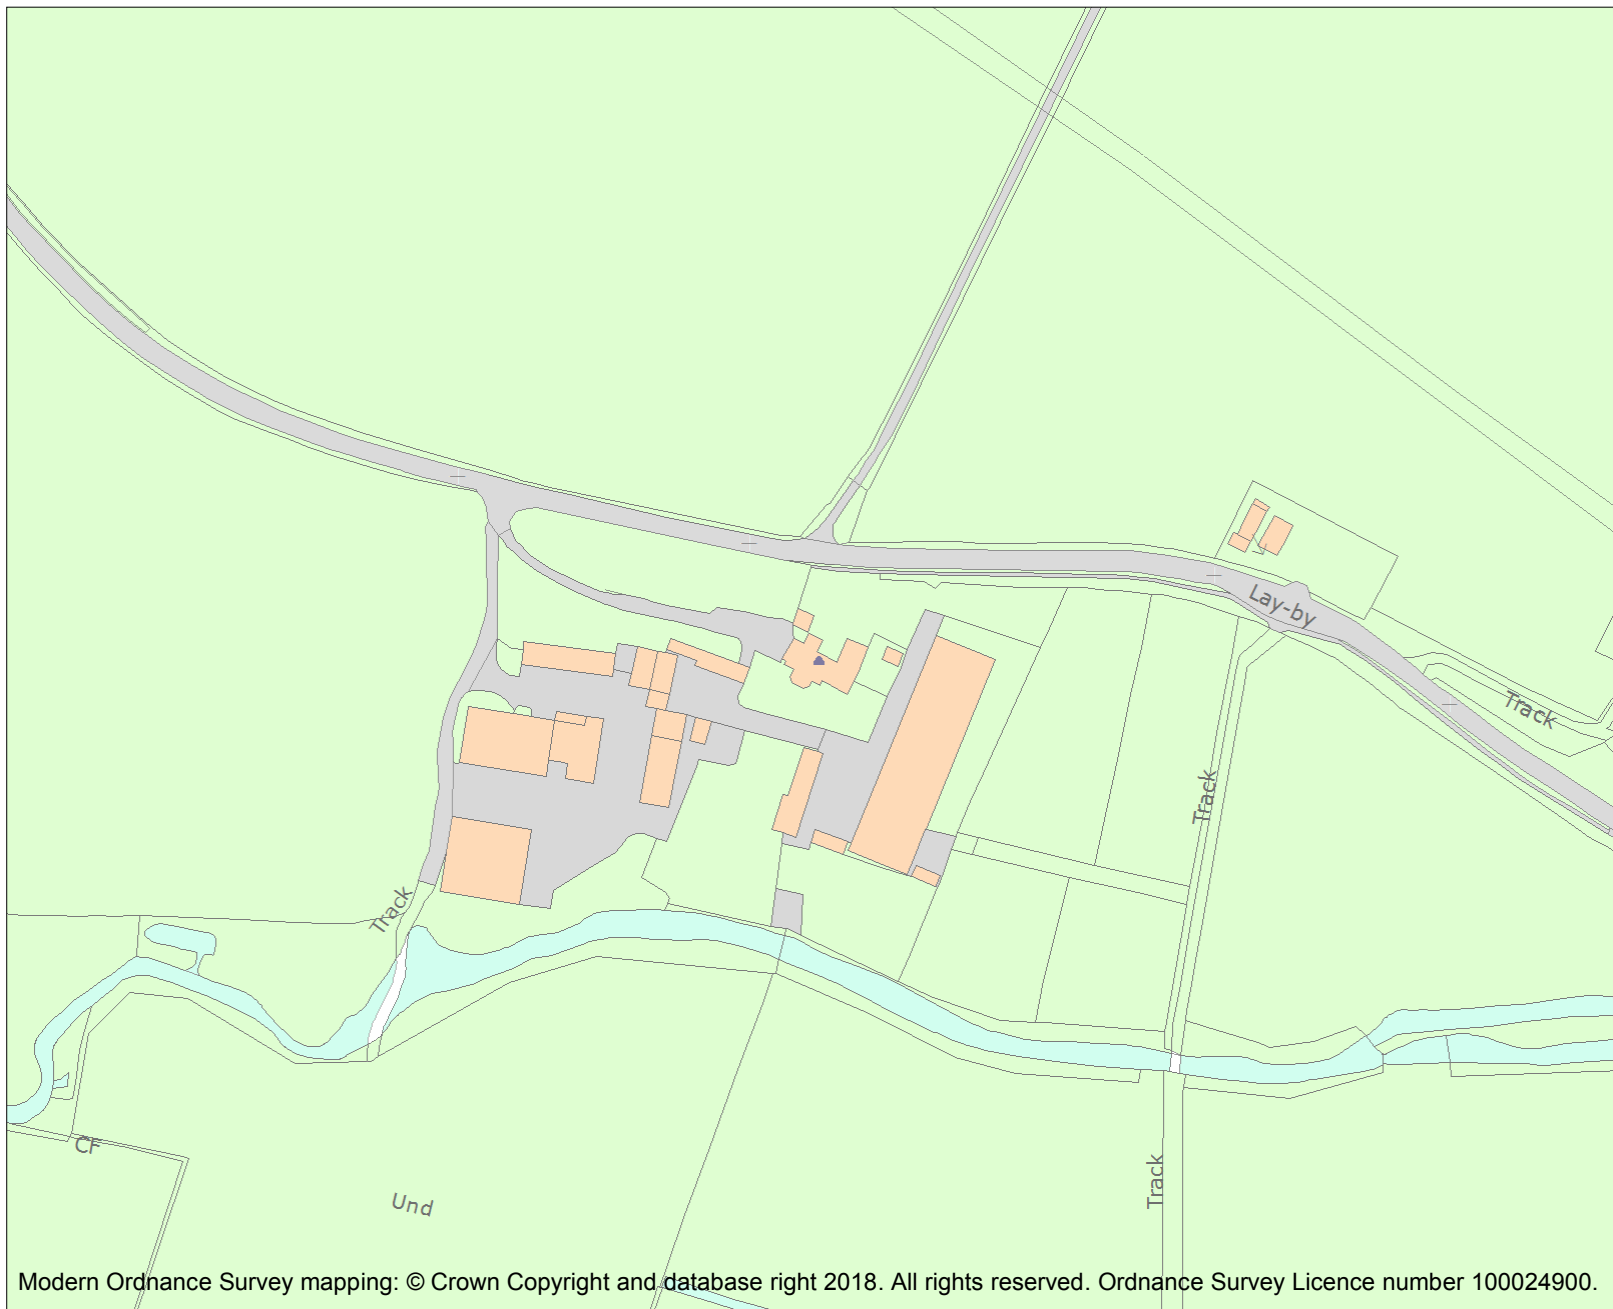 Lay-by
Track
Track
Track
CF
Track
Und
Modern Ordnance Survey mapping: © Crown Copyright and database right 2018. All rights reserved. Ordnance Survey Licence number 100024900.